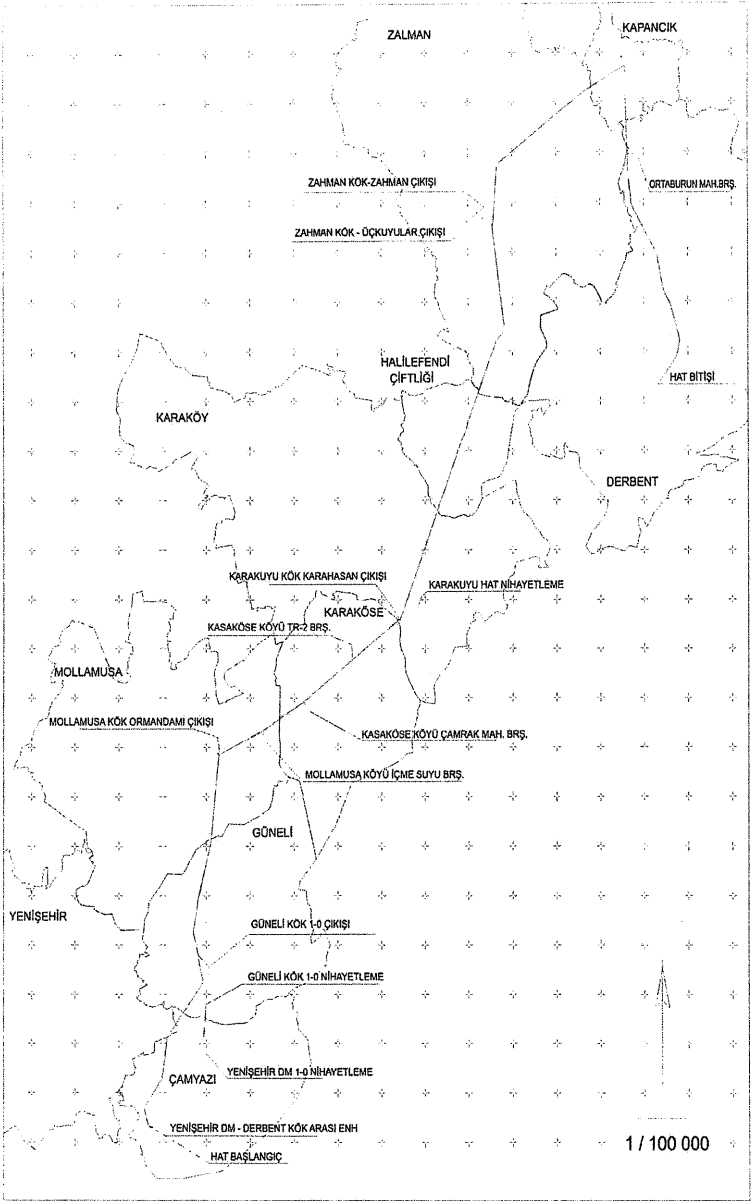 ZALMAN
KAPANCIK
ZAHMAN KÖK-ZAHMAN ÇIKIŞI
ORTABURUN MAH.BRŞ.
ZAHMAN KÖK - ÜÇKUYULAR ÇIKIŞI
HALİLEFENDİ
ÇİFTLİĞİ
HAT BİTİŞİ
KARAKÖY
DERBENT
KARAKUYU KÖK KARAHASAN ÇIKIŞI
KARAKUYU HAT NİHAYETLEME
KARAKÖSE
KASAKÖSE KÖYÜ TR-2 BRŞ.
MOLLAMUSA
MOLLAMUSA KÖK ORMANDAMI ÇIKIŞI
KASAKÖSE KÖYÜ ÇAMRAK MAH. BRŞ.
MOLLAMUSA KÖYÜ İÇME SUYU BRŞ.
GÜNELİ
YENİŞEHİR
GÜNELİ KÖK 1-0 ÇIKIŞI
GÜNELİ KÖK 1-0 NİHAYETLEME
ÇAMYAZI
YENİŞEHİR DM 1-0 NİHAYETLEME
YENİŞEHİR DM - DERBENT KÖK ARASI ENH
HAT BAŞLANGIÇ
1 / 100 000